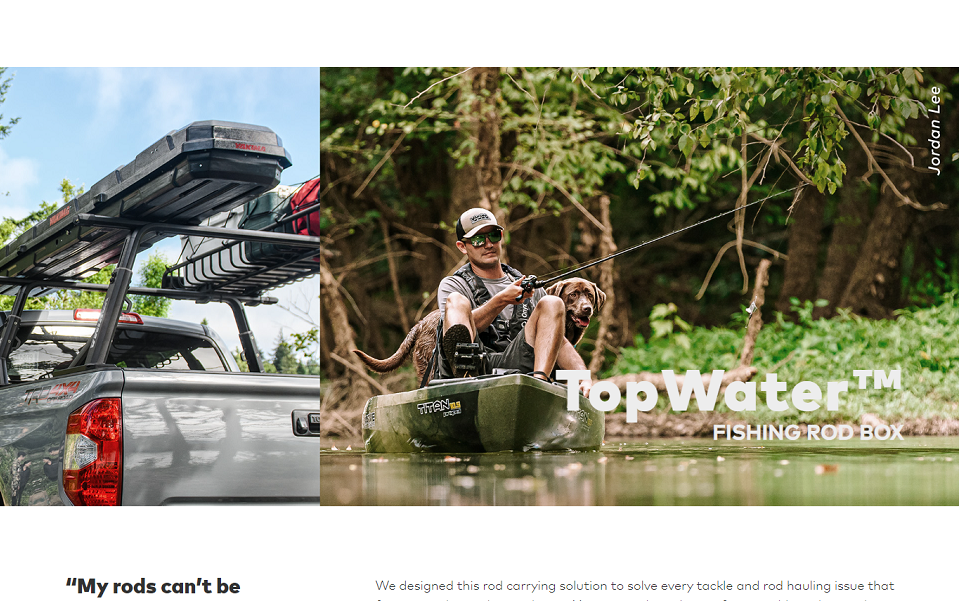 Jordan Lee
YAKIMA
TITAN
TopWater™
FISHING ROD BOX
“My rods can’t be
We designed this rod carrying solution to solve every tackle and rod hauling issue that